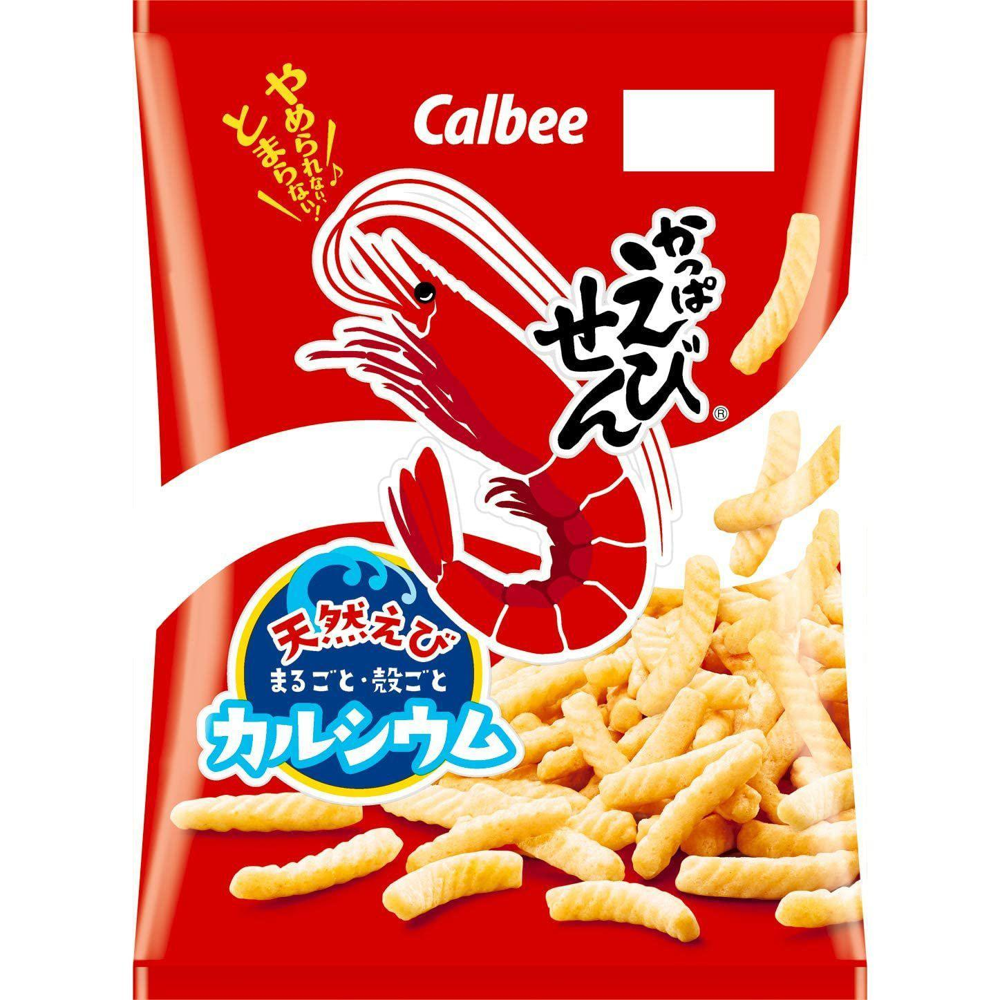 やめられない、♪
とまらない!
Calbee
かっぱ
えび
せん
®
天然えび
まるごと・殻ごと
カルシウム